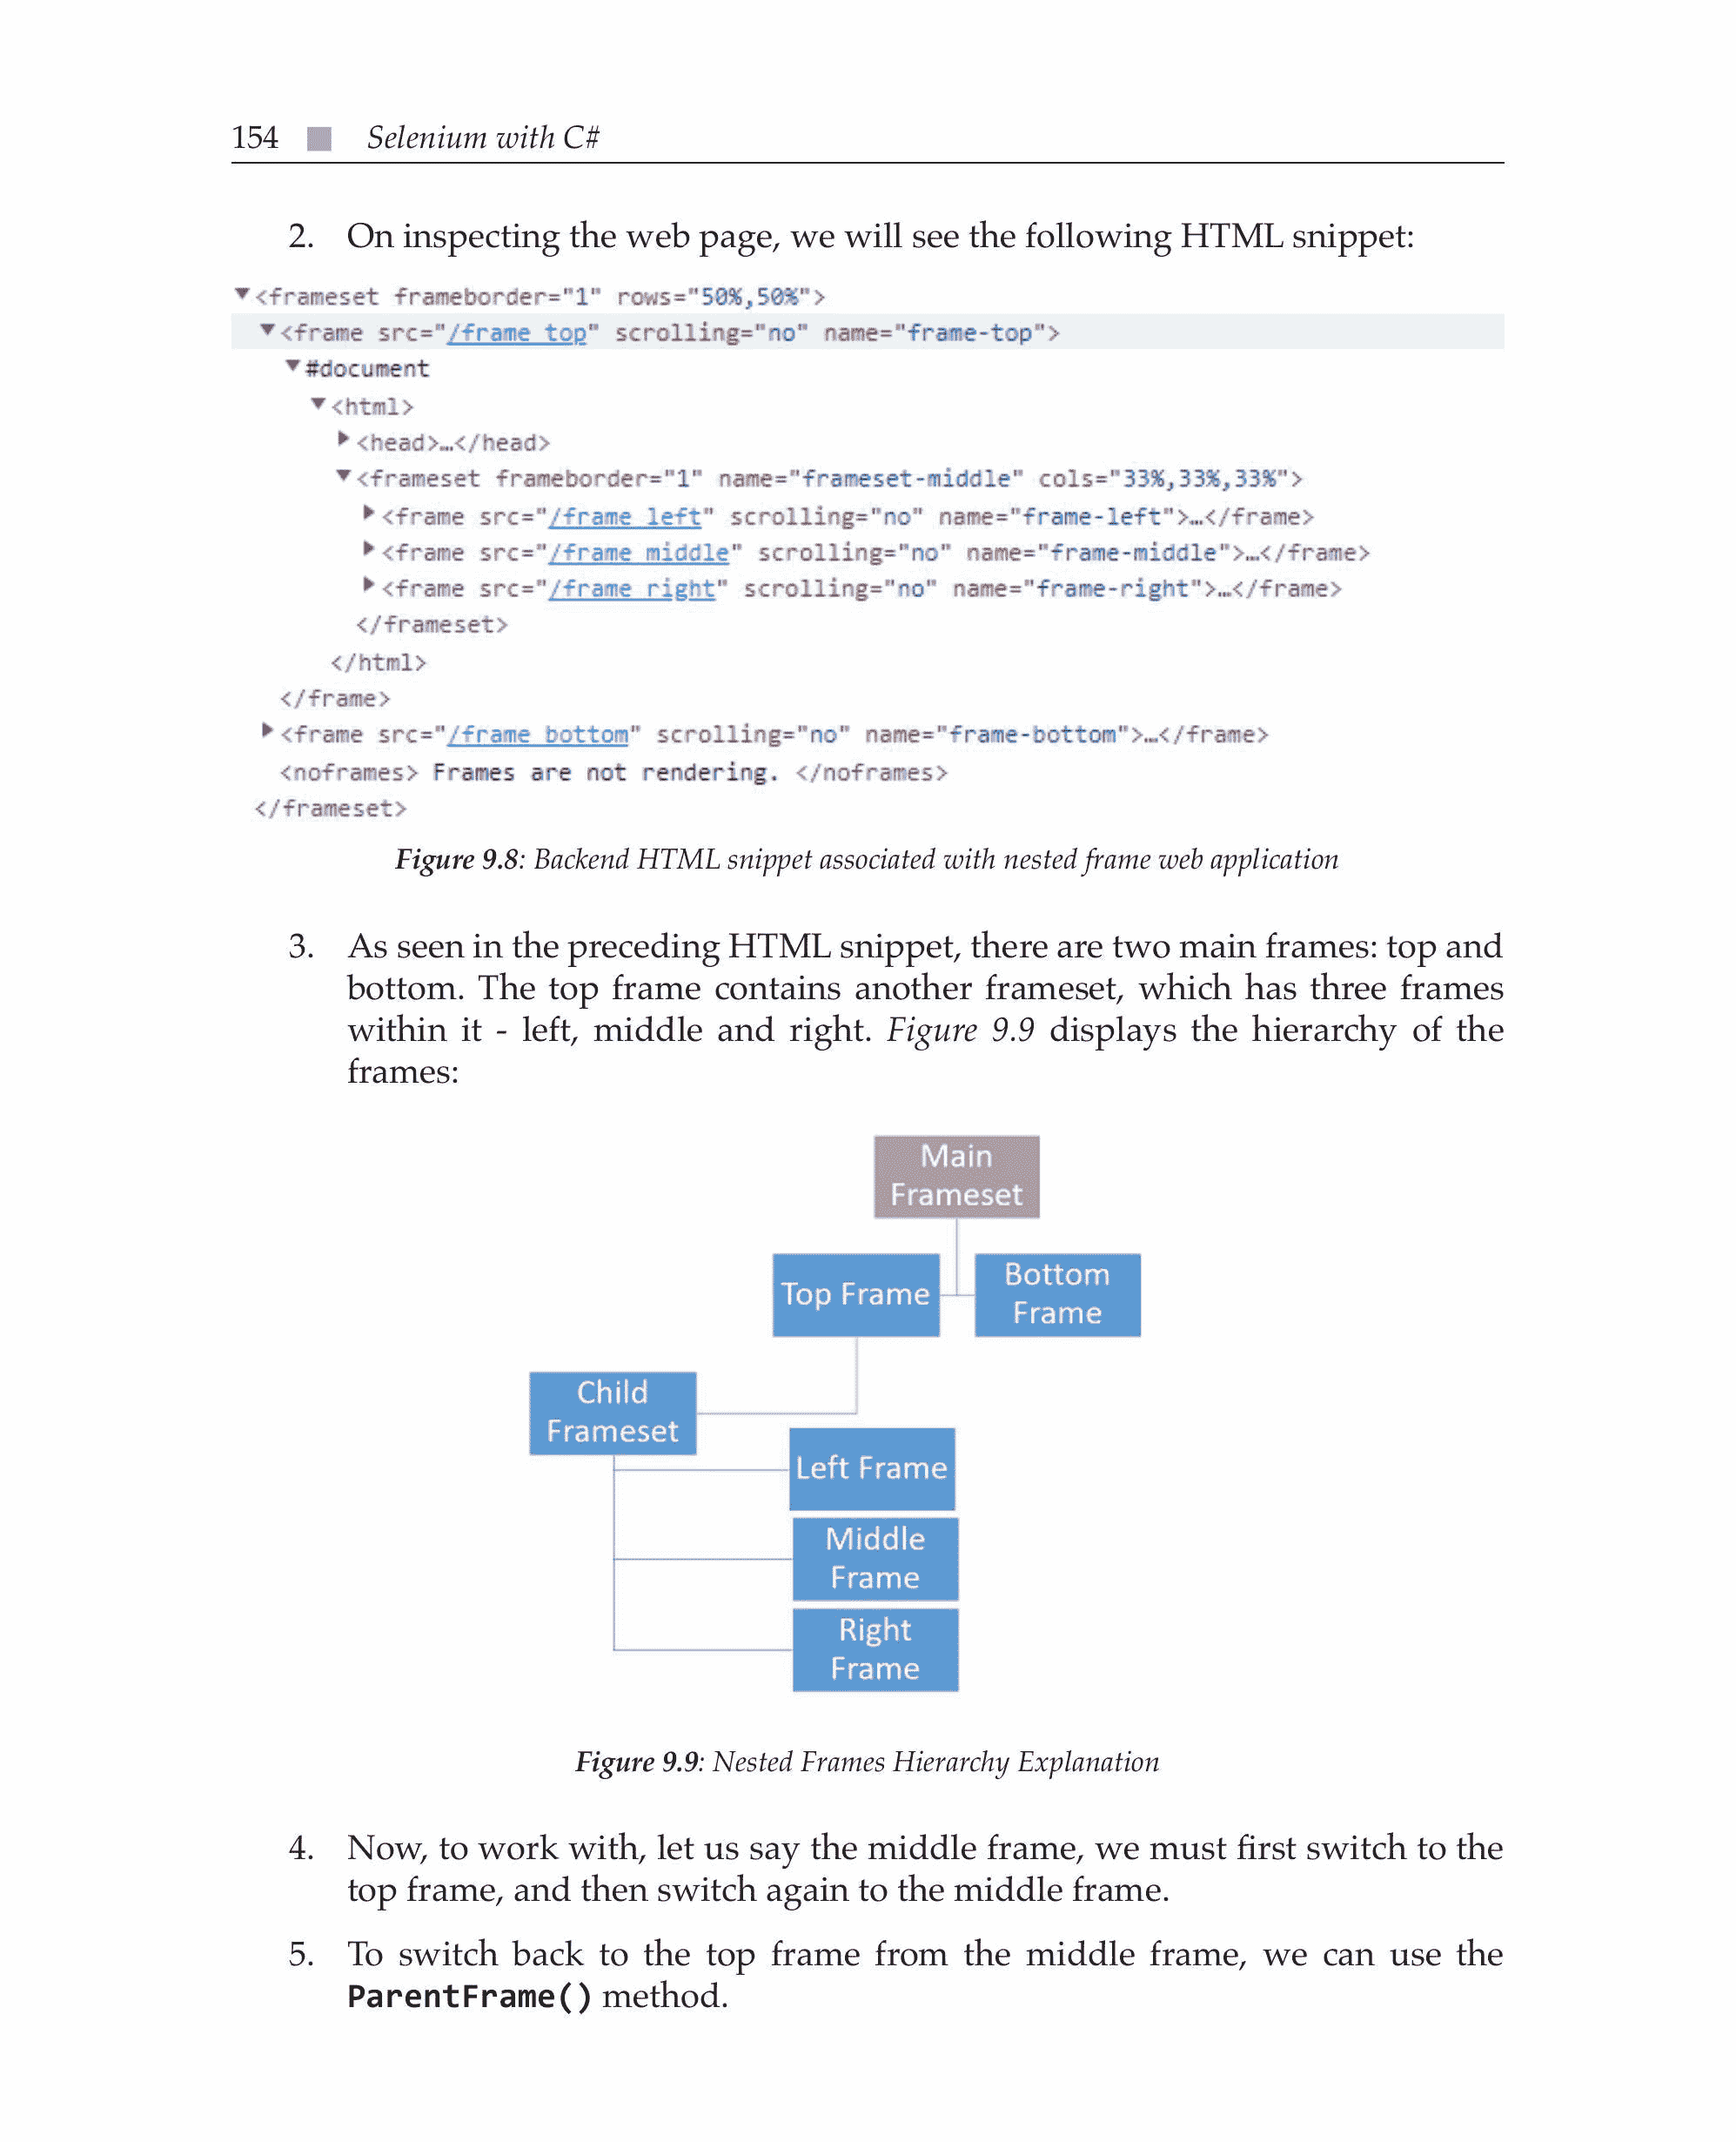 154 Selenium with C#
2. On inspecting the web page, we will see the following HTML snippet:
▼<frameset frameborder="1" rows="50%,50%">
▼<frame src="/frame_top" scrolling="no" name="frame-top">
▼#document
▼<html>
▶<head>…</head>
▼<frameset frameborder="1" name="frameset-middle" cols="33%,33%,33%">
▶<frame src="/frame_left" scrolling="no" name="frame-left">…</frame>
▶<frame src="/frame_middle" scrolling="no" name="frame-middle">…</frame>
▶<frame src="/frame_right" scrolling="no" name="frame-right">…</frame>
</frameset>
</html>
</frame>
▶<frame src="/frame_bottom" scrolling="no" name="frame-bottom">…</frame>
<noframes> Frames are not rendering. </noframes>
</frameset>
Figure 9.8: Backend HTML snippet associated with nested frame web application
3. As seen in the preceding HTML snippet, there are two main frames: top and
bottom. The top frame contains another frameset, which has three frames
within it - left, middle and right. Figure 9.9 displays the hierarchy of the
frames:
Main
Frameset
Top Frame
Bottom
Frame
Child
Frameset
Left Frame
Middle
Frame
Right
Frame
Figure 9.9: Nested Frames Hierarchy Explanation
4. Now, to work with, let us say the middle frame, we must first switch to the
top frame, and then switch again to the middle frame.
5. To switch back to the top frame from the middle frame, we can use the
ParentFrame() method.